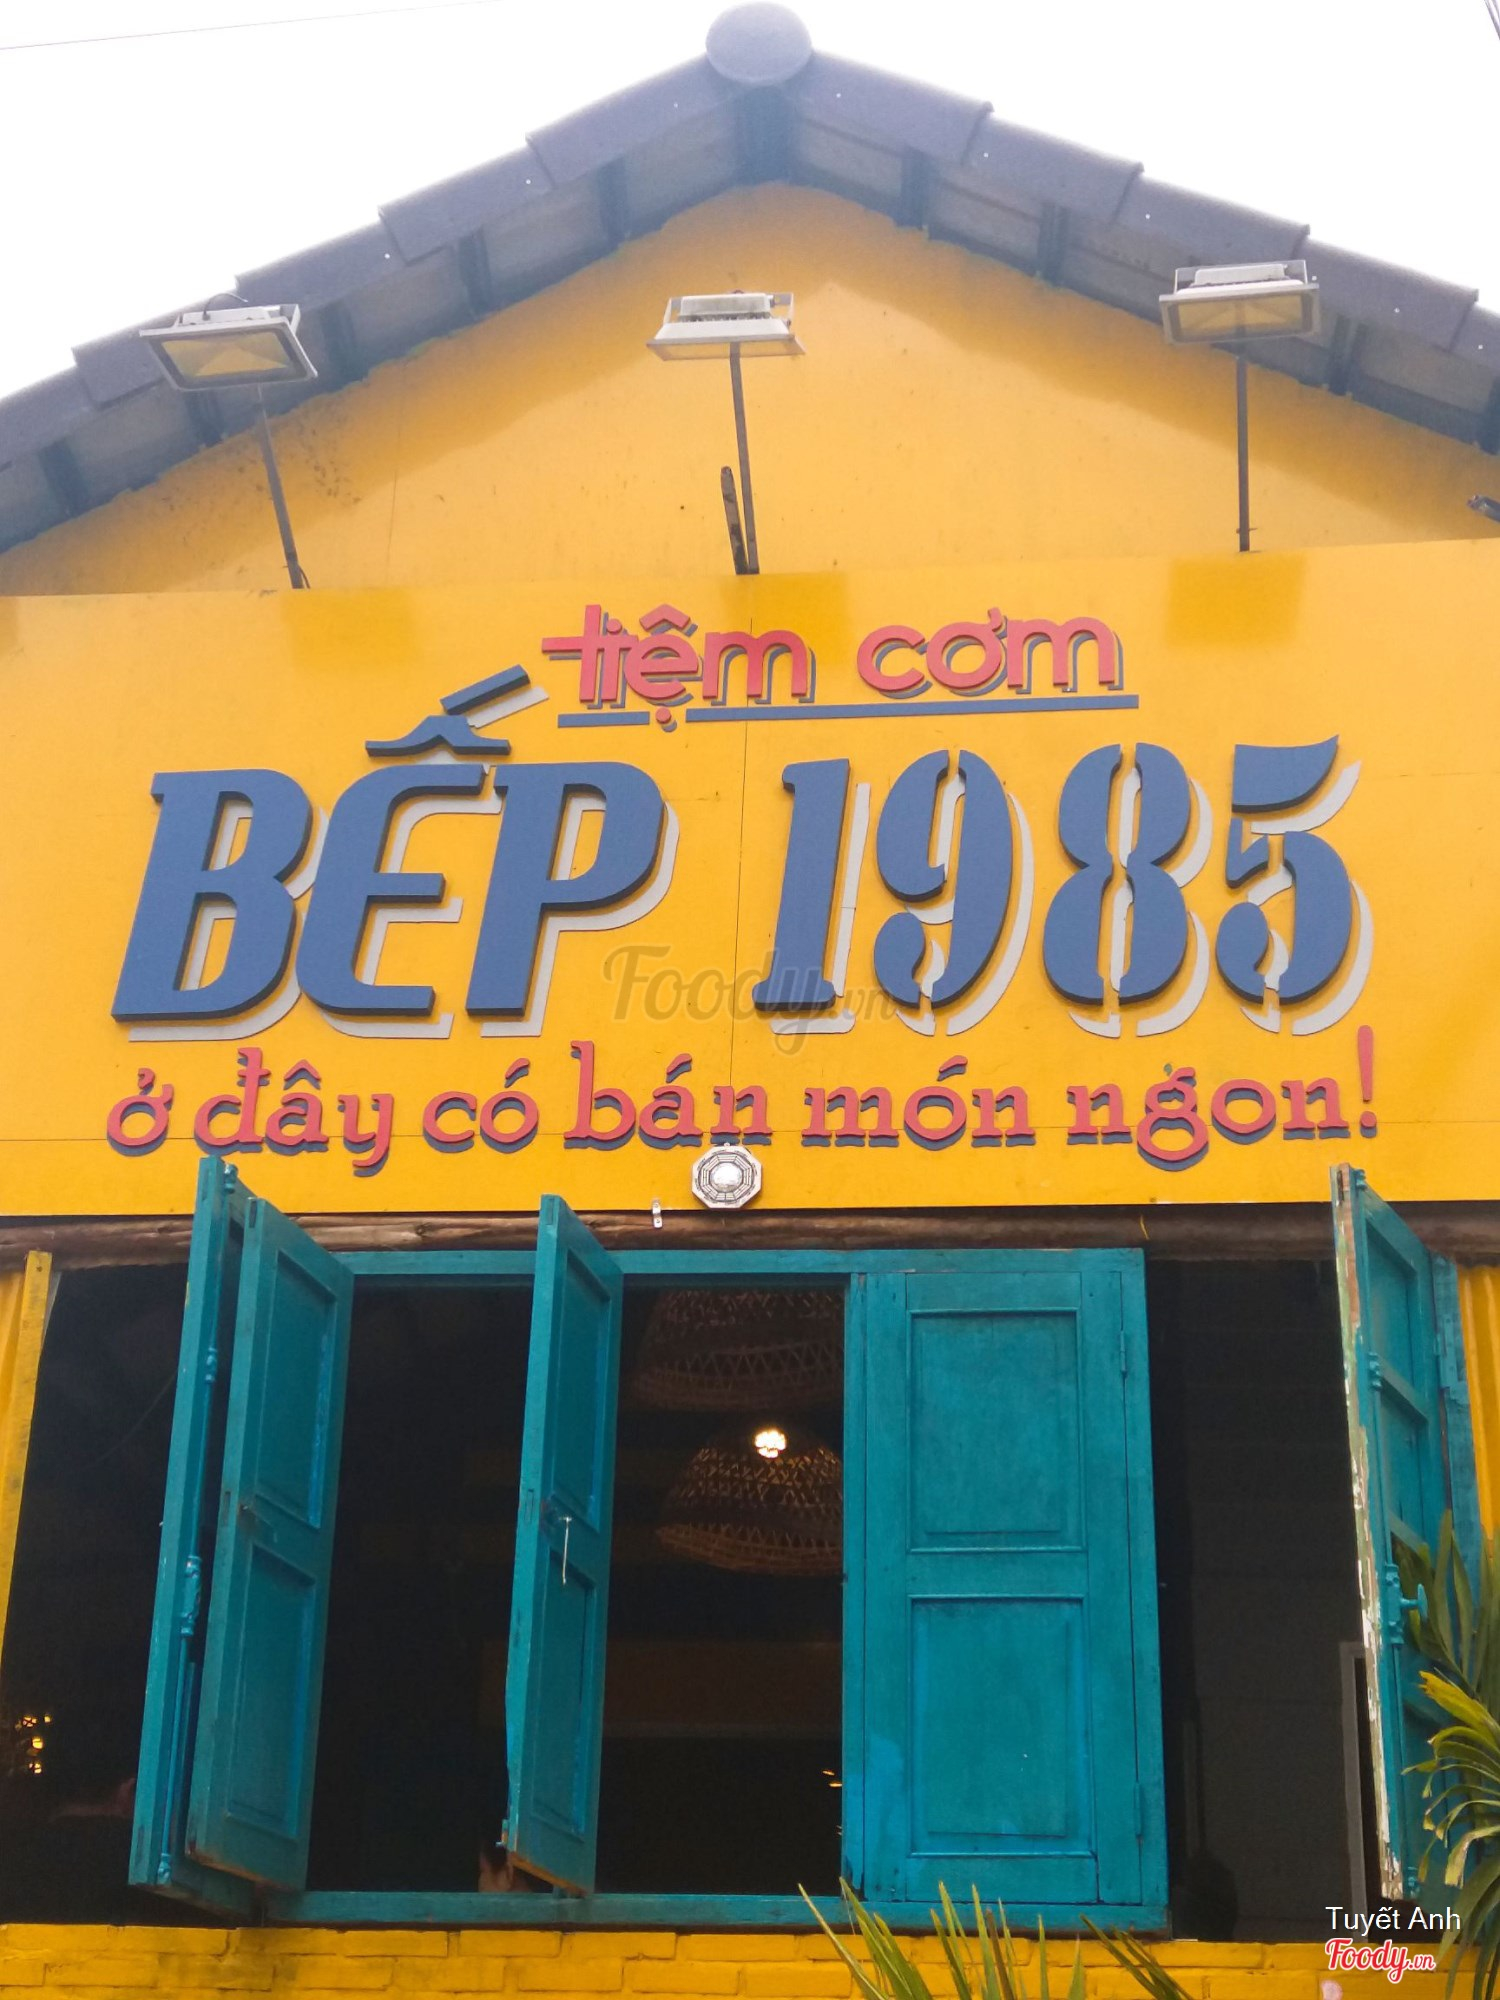 tiệm cơm
BẾP 1985
Foody.vn
ở đây có bán món ngon!
Tuyết Anh
Foody.vn